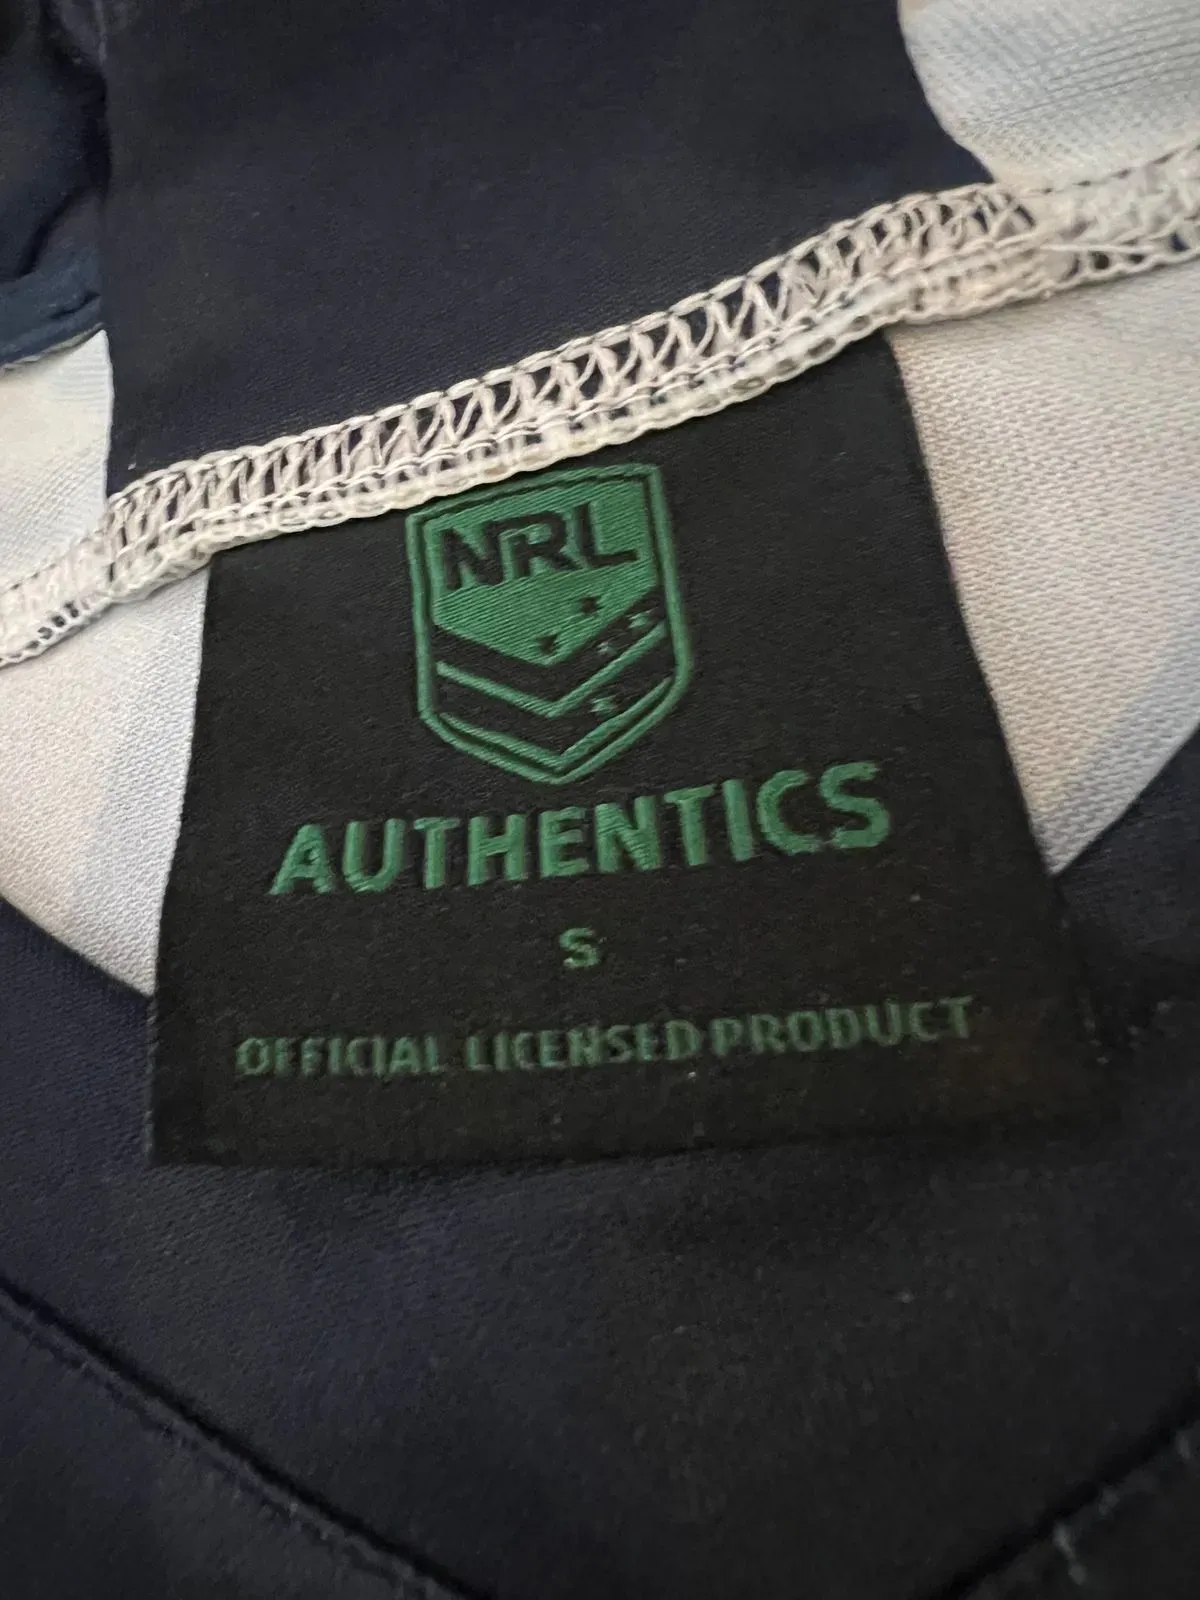 NRL
AUTHENTICS
S
OFFICIAL LICENSED PRODUCT